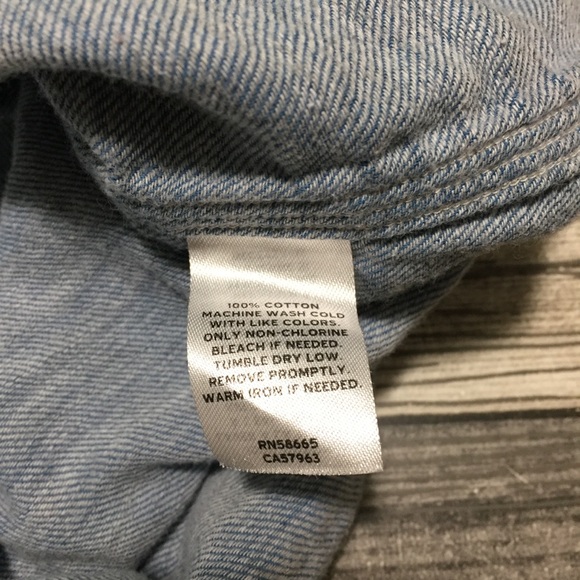 100% COTTON
MACHINE WASH COLD
WITH LIKE COLORS.
ONLY NON-CHLORINE
BLEACH IF NEEDED.
TUMBLE DRY LOW.
REMOVE PROMPTLY.
WARM IRON IF NEEDED.
RN58665
CA57963